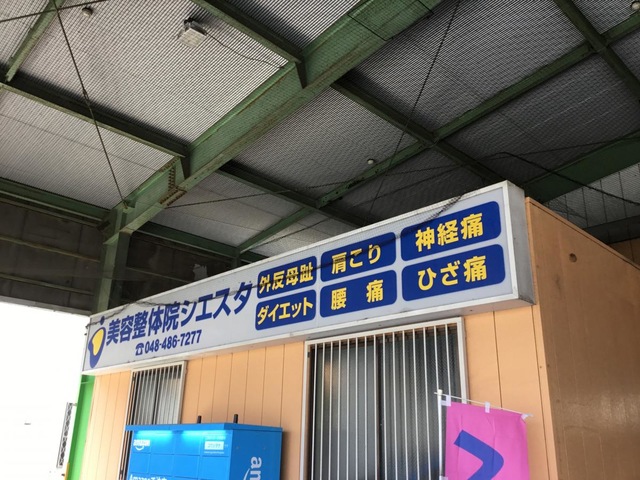 美容整体院シエスタ
☎048-486-7277
外反母趾
肩こり
神経痛
ダイエット
腰痛
ひざ痛
amazon